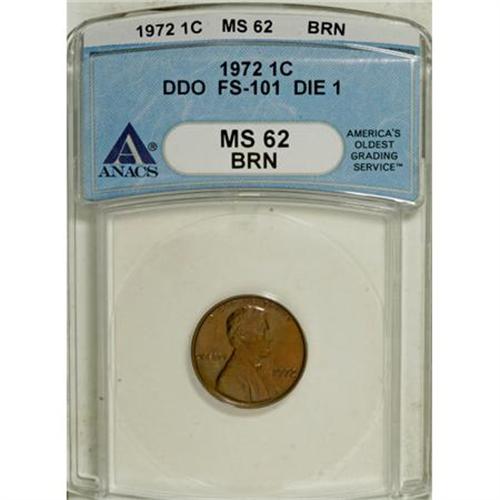 1972 1C MS 62 BRN
1972 1C
DDO FS-101 DIE 1
MS 62
BRN
ANACS®
AMERICA'S
OLDEST
GRADING
SERVICE™
1972